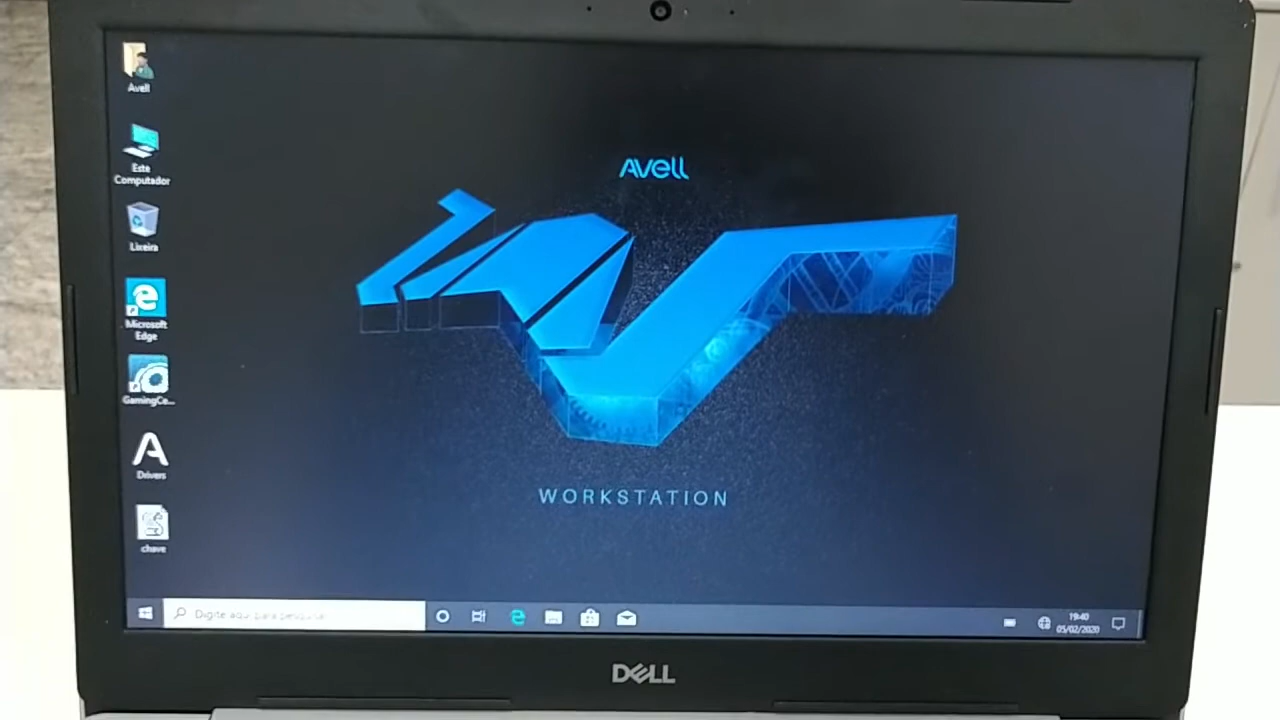 Avell
Este
Computador
Lixeira
Microsoft
Edge
GamingCe...
Drivers
chave
Avell
WORKSTATION
Digite aqui para pesquisar
19:40
05/02/2020
DELL